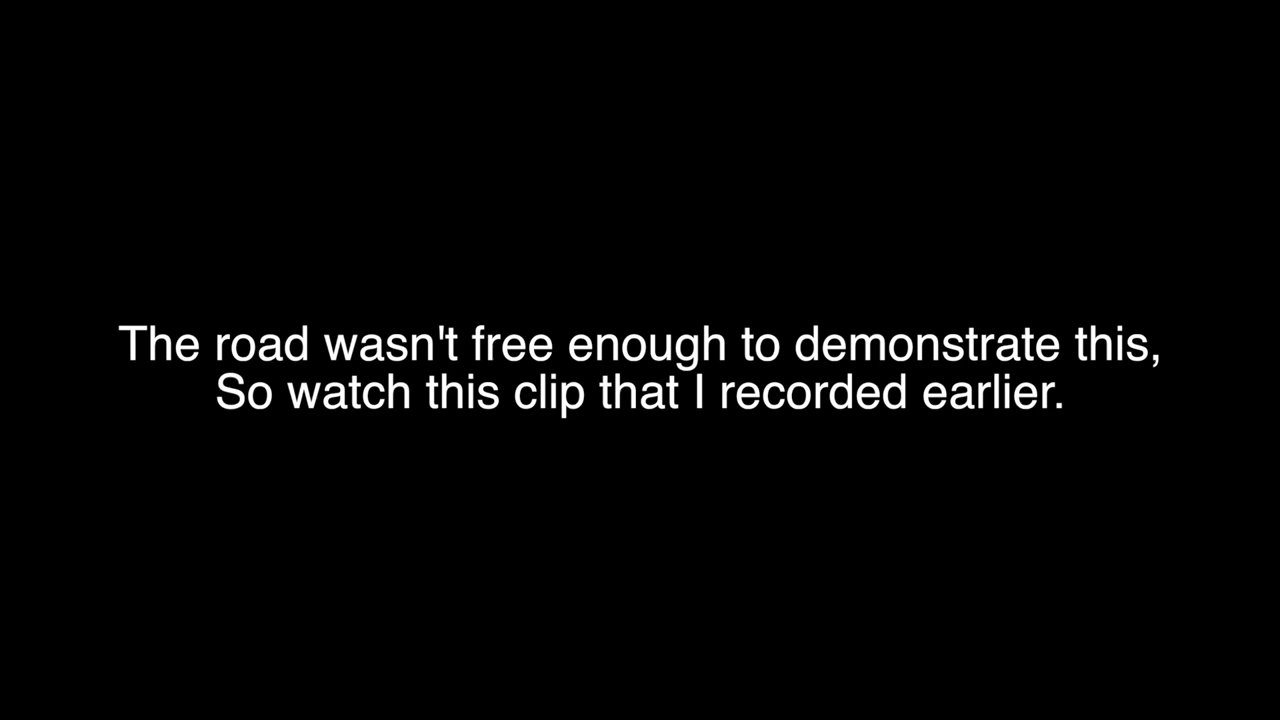 The road wasn't free enough to demonstrate this,
So watch this clip that I recorded earlier.